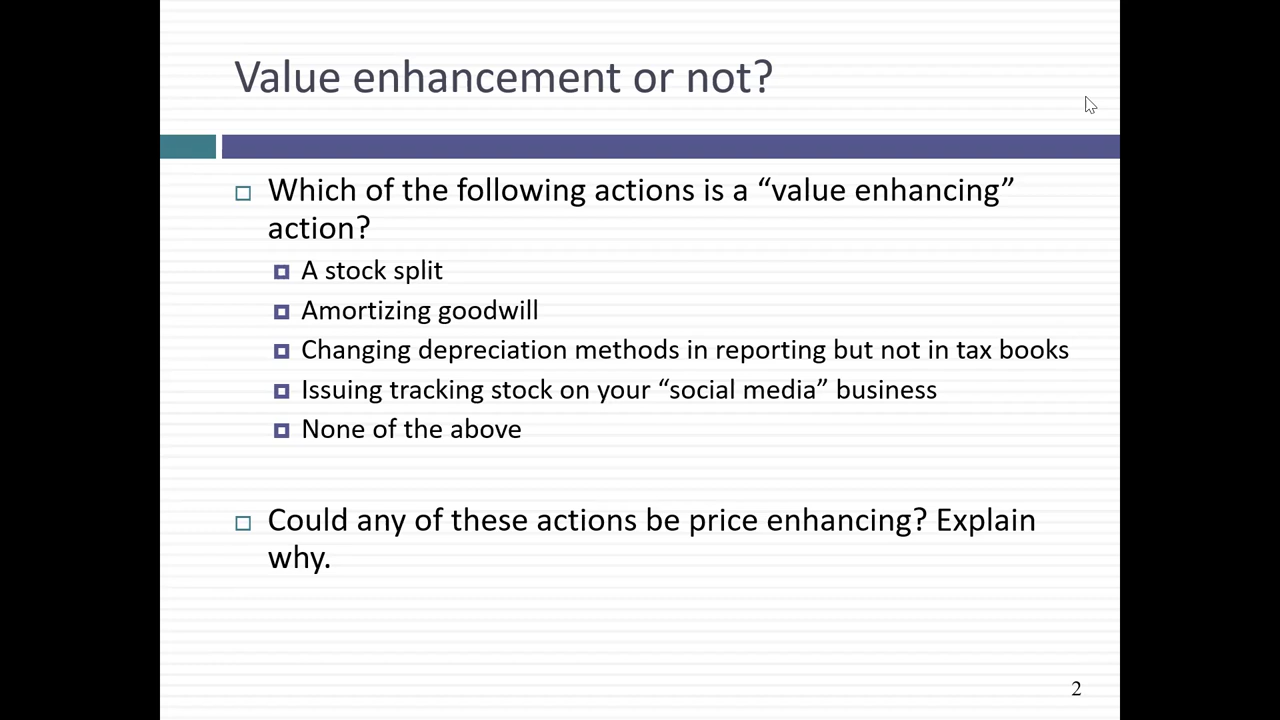 Value enhancement or not?
Which of the following actions is a “value enhancing”
action?
A stock split
Amortizing goodwill
Changing depreciation methods in reporting but not in tax books
Issuing tracking stock on your “social media” business
None of the above
Could any of these actions be price enhancing? Explain
why.
2